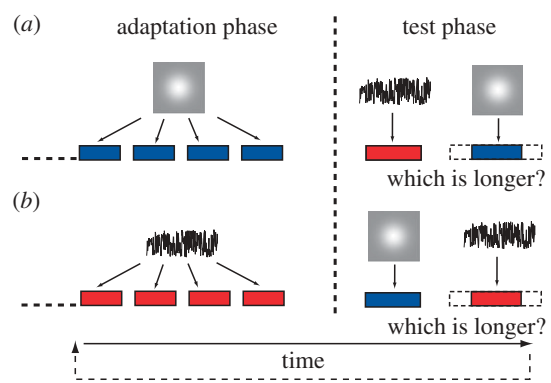 (a) adaptation phase test phase
which is longer?
(b)
which is longer?
time